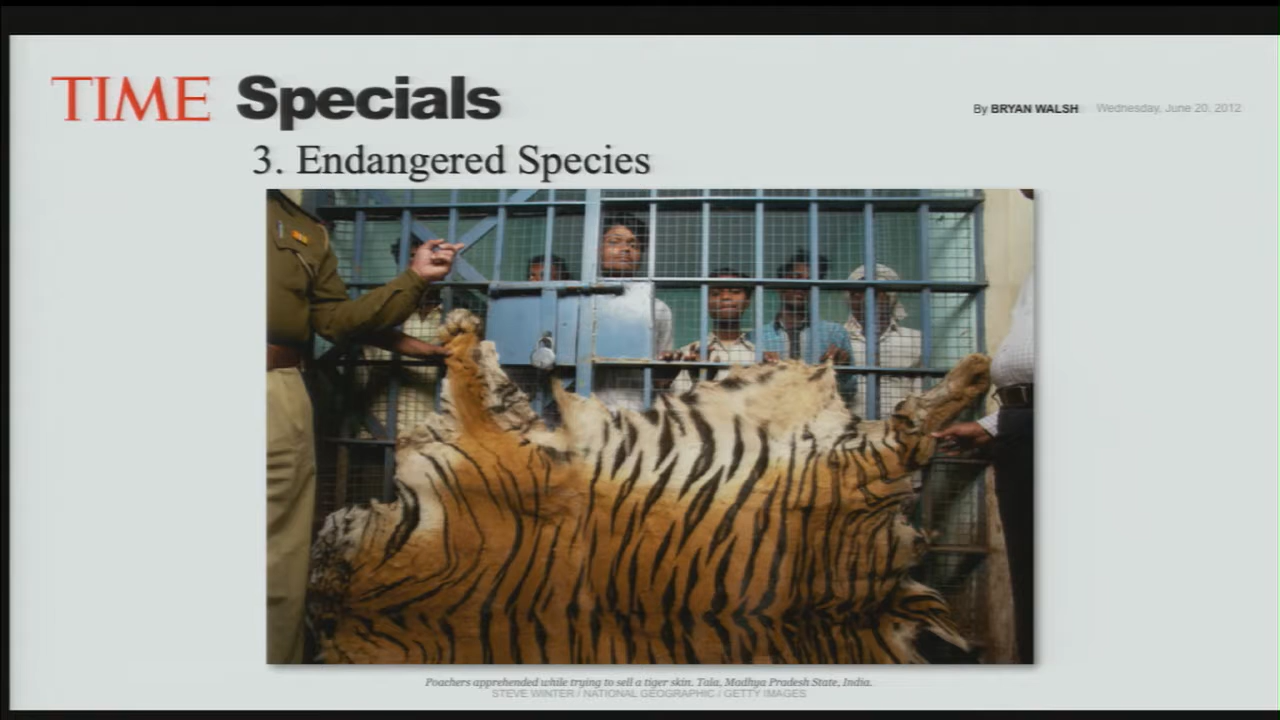 TIME Specials
By BRYAN WALSH Wednesday, June 20, 2012
3. Endangered Species
Poachers apprehended while trying to sell a tiger skin. Tala, Madhya Pradesh State, India.
STEVE WINTER / NATIONAL GEOGRAPHIC / GETTY IMAGES